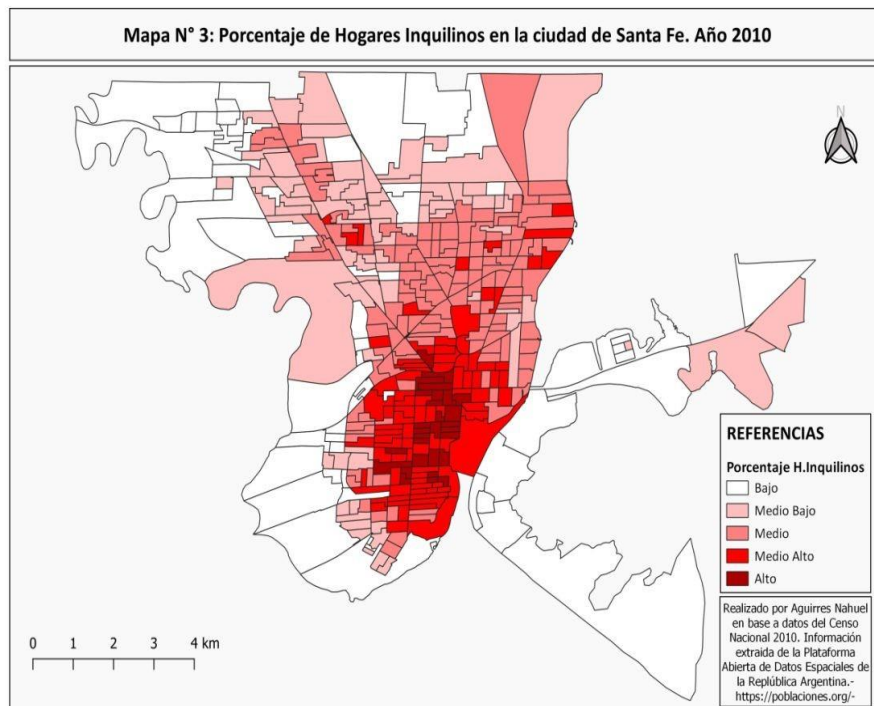 Mapa N° 3: Porcentaje de Hogares Inquilinos en la ciudad de Santa Fe. Año 2010
N
REFERENCIAS
Porcentaje H.Inquilinos
Bajo
Medio Bajo
Medio
Medio Alto
Alto
0 1 2 3 4 km
Realizado por Aguirres Nahuel
en base a datos del Censo
Nacional 2010. Información
extraida de la Plataforma
Abierta de Datos Espaciales de
la Replública Argentina.-
https://poblaciones.org/-